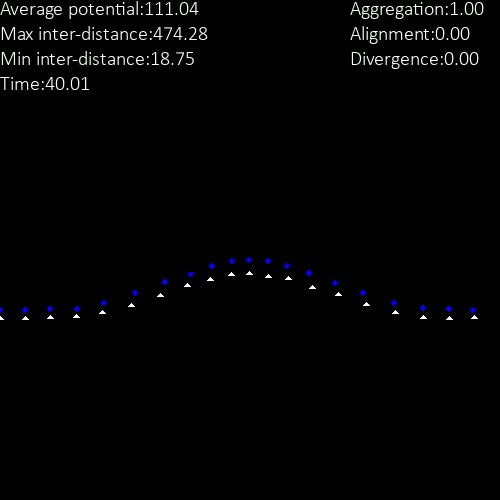 Average potential:111.04
Max inter-distance:474.28
Min inter-distance:18.75
Time:40.01
Aggregation:1.00
Alignment:0.00
Divergence:0.00